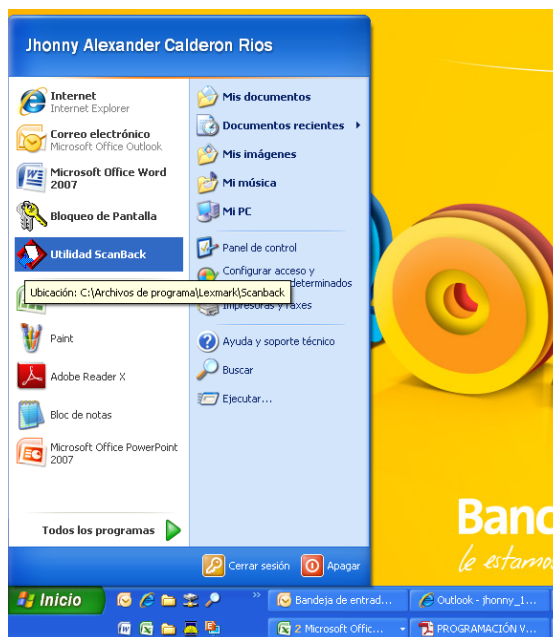 Jhonny Alexander Calderon Rios
Internet
Internet Explorer
Correo electrónico
Microsoft Office Outlook
Microsoft Office Word
2007
Bloqueo de Pantalla
Utilidad ScanBack
Ubicación: C:\Archivos de programa\Lexmark\Scanback
Paint
Adobe Reader X
Bloc de notas
Microsoft Office PowerPoint
2007
Todos los programas
Mis documentos
Documentos recientes
Mis imágenes
Mi música
Mi PC
Panel de control
Configurar acceso y
determinados
Impresoras y faxes
Ayuda y soporte técnico
Buscar
Ejecutar...
Cerrar sesión
Apagar
Banc
le estamos
Inicio
Bandeja de entrad...
Outlook - jhonny_1...
2 Microsoft Offic...
PROGRAMACIÓN V...